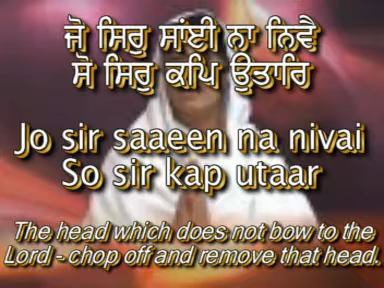 ਜੋ ਸਿਰੁ ਸਾਂਈ ਨਾ ਨਿਵੈ
ਸੋ ਸਿਰੁ ਕਪਿ ਉਤਾਰਿ
Jo sir saaeen na nivai
So sir kap utaar
The head which does not bow to the
Lord - chop off and remove that head.